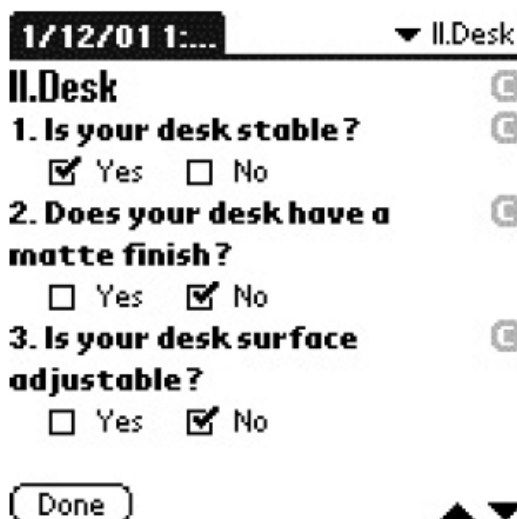 1/12/01 1:...
II.Desk
II.Desk
1. Is your desk stable?
Yes No
2. Does your desk have a
matte finish?
Yes No
3. Is your desk surface
adjustable?
Yes No
Done